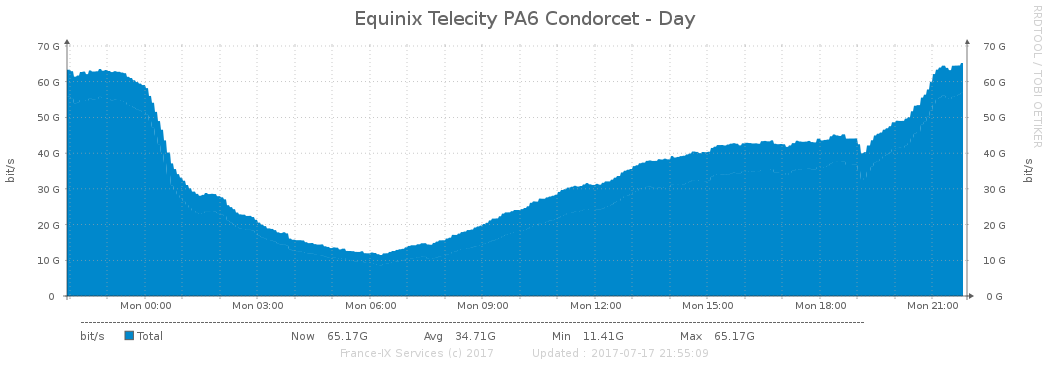 Equinix Telecity PA6 Condorcet - Day
RRDTOOL / TOBI OETIKER
bit/s
70 G
60 G
50 G
40 G
30 G
20 G
10 G
0
70 G
60 G
50 G
40 G
30 G
20 G
10 G
0 G
bit/s
Mon 00:00 Mon 03:00 Mon 06:00 Mon 09:00 Mon 12:00 Mon 15:00 Mon 18:00 Mon 21:00
bit/s Total Now 65.17G Avg 34.71G Min 11.41G Max 65.17G
France-IX Services (c) 2017 Updated : 2017-07-17 21:55:09